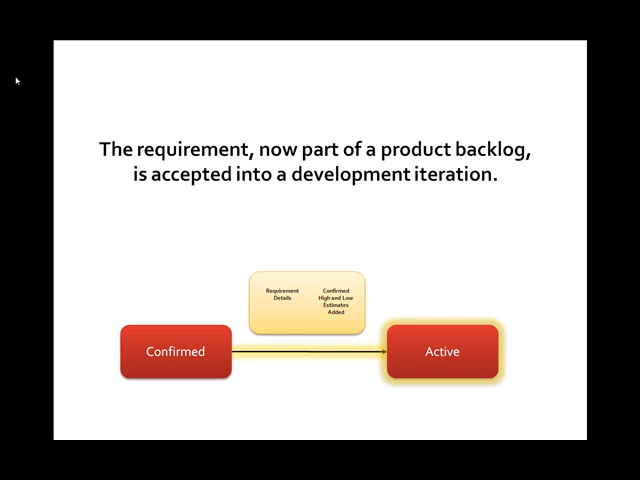 The requirement, now part of a product backlog,
is accepted into a development iteration.
Requirement
Details
Confirmed
High and Low
Estimates
Added
Confirmed
Active